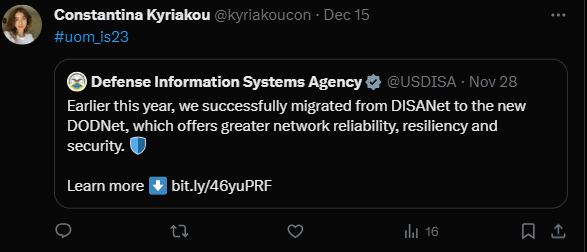 Constantina Kyriakou @kyriakoucon · Dec 15
#uom_is23
Defense Information Systems Agency @USDISA · Nov 28
Earlier this year, we successfully migrated from DISANet to the new
DODNet, which offers greater network reliability, resiliency and
security. 🛡️
Learn more ⬇️ bit.ly/46yuPRF
16